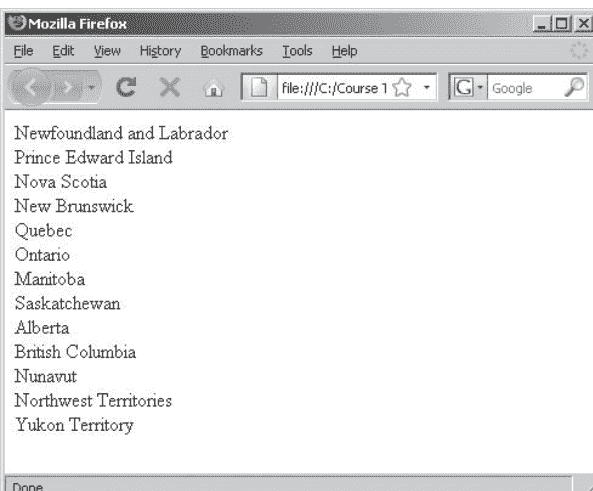 Mozilla Firefox
File Edit View History Bookmarks Tools Help
file:///C:/Course 1 G Google
Newfoundland and Labrador
Prince Edward Island
Nova Scotia
New Brunswick
Quebec
Ontario
Manitoba
Saskatchewan
Alberta
British Columbia
Nunavut
Northwest Territories
Yukon Territory
Done